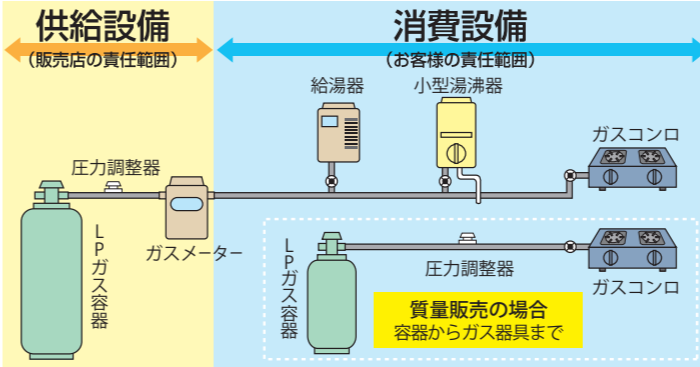 供給設備
(販売店の責任範囲)
消費設備
(お客様の責任範囲)
給湯器
小型湯沸器
ガスコンロ
圧力調整器
LPガス容器
ガスメーター
LPガス容器
圧力調整器
ガスコンロ
質量販売の場合
容器からガス器具まで